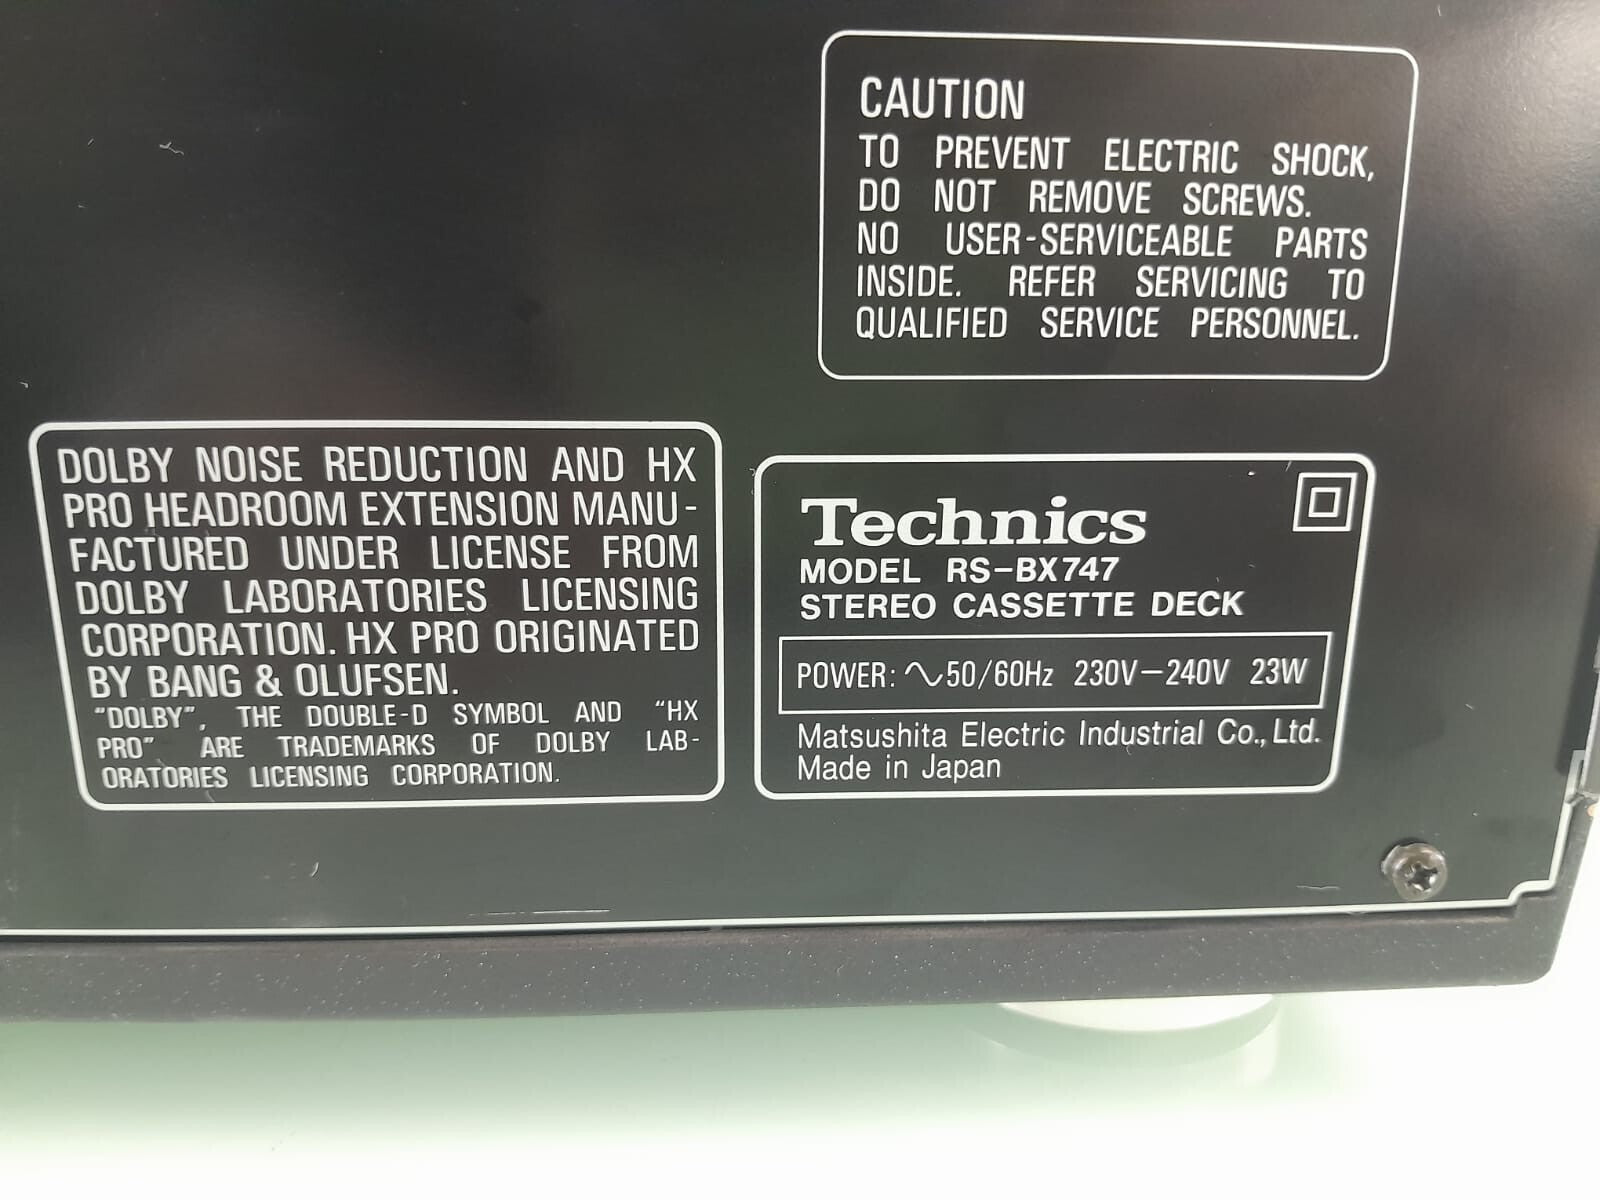 CAUTION
TO PREVENT ELECTRIC SHOCK,
DO NOT REMOVE SCREWS.
NO USER-SERVICEABLE PARTS
INSIDE. REFER SERVICING TO
QUALIFIED SERVICE PERSONNEL.
DOLBY NOISE REDUCTION AND HX
PRO HEADROOM EXTENSION MANU-
FACTURED UNDER LICENSE FROM
DOLBY LABORATORIES LICENSING
CORPORATION. HX PRO ORIGINATED
BY BANG & OLUFSEN.
"DOLBY", THE DOUBLE-D SYMBOL AND "HX
PRO" ARE TRADEMARKS OF DOLBY LAB-
ORATORIES LICENSING CORPORATION.
Technics
MODEL RS-BX747
STEREO CASSETTE DECK
POWER: ∿50/60Hz 230V-240V 23W
Matsushita Electric Industrial Co., Ltd.
Made in Japan